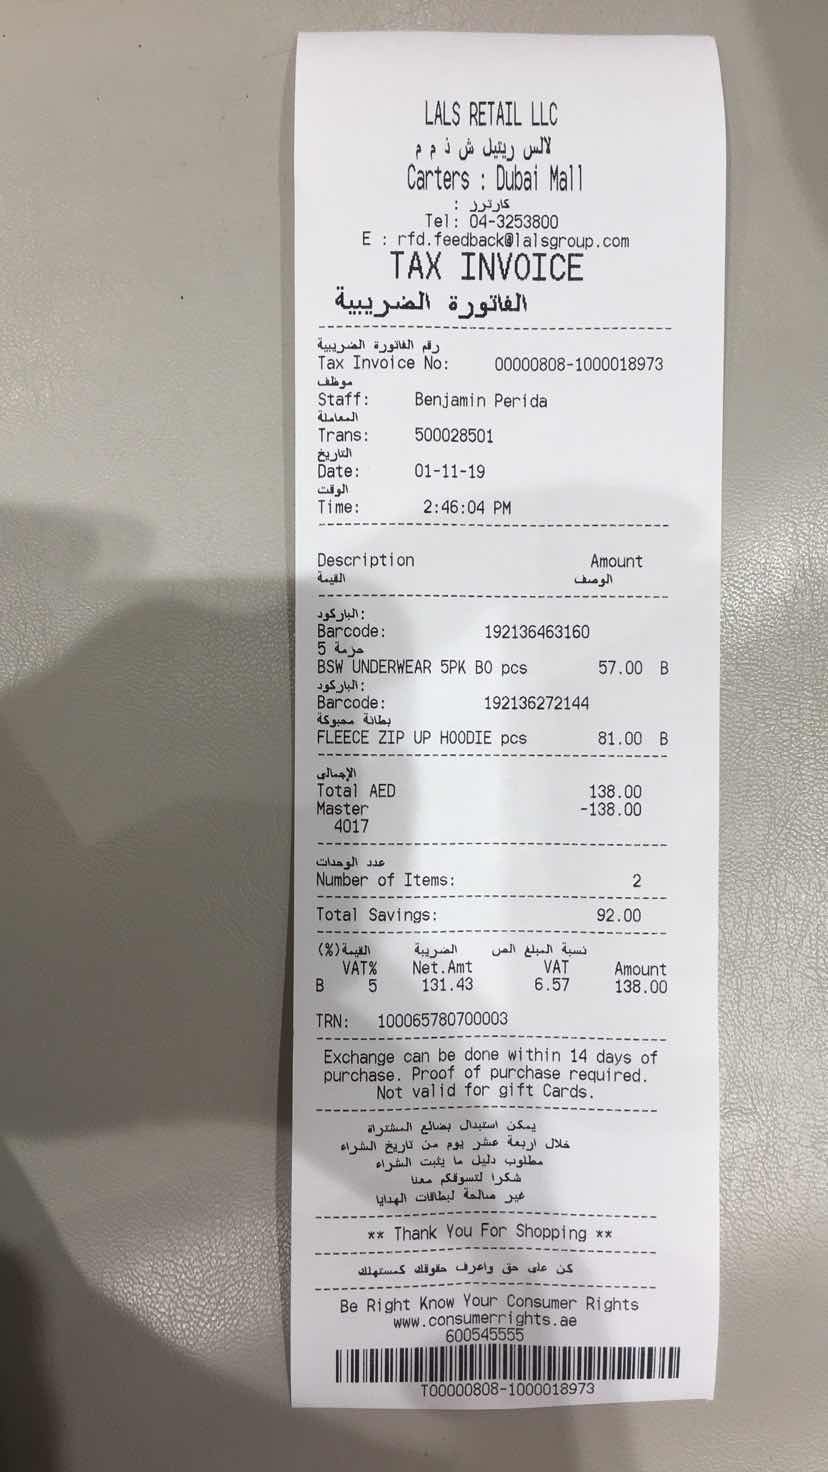 LALS RETAIL LLC
لالس ريتيل ش ذ م م
Carters : Dubai Mall
كارترز :
Tel: 04-3253800
E : rfd.feedback@lalsgroup.com
TAX INVOICE
الفاتورة الضريبية
رقم الفاتورة الضريبية
Tax Invoice No: 00000808-1000018973
موظف
Staff: Benjamin Perida
المعاملة
Trans: 500028501
التاريخ
Date: 01-11-19
الوقت
Time: 2:46:04 PM
Description Amount
القيمة الوصف
الباركود:
Barcode: 192136463160
حزمة 5
BSW UNDERWEAR 5PK BO pcs 57.00 B
الباركود:
Barcode: 192136272144
بطانة محبوكة
FLEECE ZIP UP HOODIE pcs 81.00 B
الإجمالى
Total AED 138.00
Master -138.00
4017
عدد الوحدات
Number of Items: 2
Total Savings: 92.00
القيمة(%) الضريبة نسبة المبلغ الص
VAT% Net.Amt VAT Amount
B 5 131.43 6.57 138.00
TRN: 100065780700003
Exchange can be done within 14 days of
purchase. Proof of purchase required.
Not valid for gift Cards.
يمكن استبدال بضائع المشتراة
خلال اربعة عشر يوم من تاريخ الشراء
مطلوب دليل ما يثبت الشراء
شكرا لتسوقكم معنا
غير صالحة لبطاقات الهدايا
** Thank You For Shopping **
كن على حق واعرف حقوقك كمستهلك
Be Right Know Your Consumer Rights
www.consumerrights.ae
600545555
T00000808-1000018973